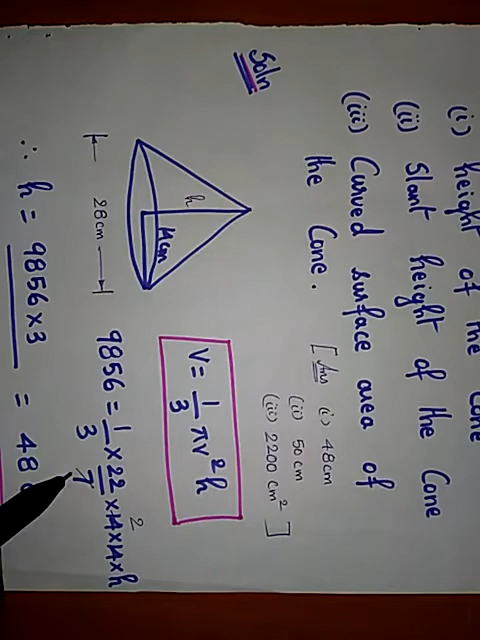 (i) height of the Cone
(ii) Slant height of the Cone
(iii) Curved surface area of
the Cone.
[Ans (i) 48cm
(ii) 50cm
(iii) 2200 cm² ]
Soln
h
14cm
28cm
V = 1/3 πr²h
9856 = 1/3 × 22/7 × 14 × 14 × h
2
∴ h = 9856×3 = 48